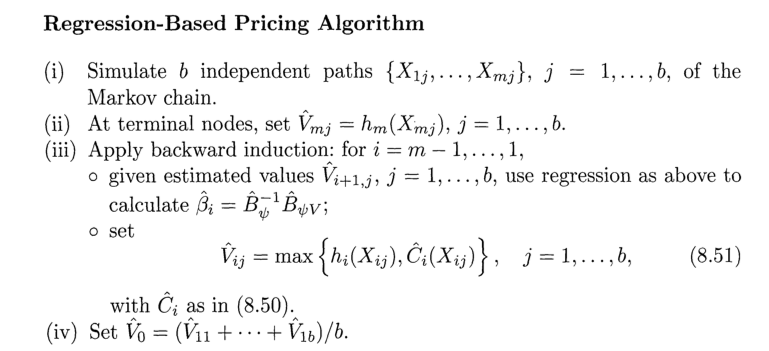 Regression-Based Pricing Algorithm
(i) Simulate b independent paths {X_{1j}, . . . , X_{mj}}, j = 1, . . . , b, of the
Markov chain.
(ii) At terminal nodes, set V̂_{mj} = h_m(X_{mj}), j = 1, . . . , b.
(iii) Apply backward induction: for i = m − 1, . . . , 1,
∘ given estimated values V̂_{i+1,j}, j = 1, . . . , b, use regression as above to
calculate β̂_i = B̂_ψ^{−1} B̂_{ψV};
∘ set
V̂_{ij} = max {h_i(X_{ij}), Ĉ_i(X_{ij})} , j = 1, . . . , b, (8.51)
with Ĉ_i as in (8.50).
(iv) Set V̂_0 = (V̂_{11} + · · · + V̂_{1b})/b.